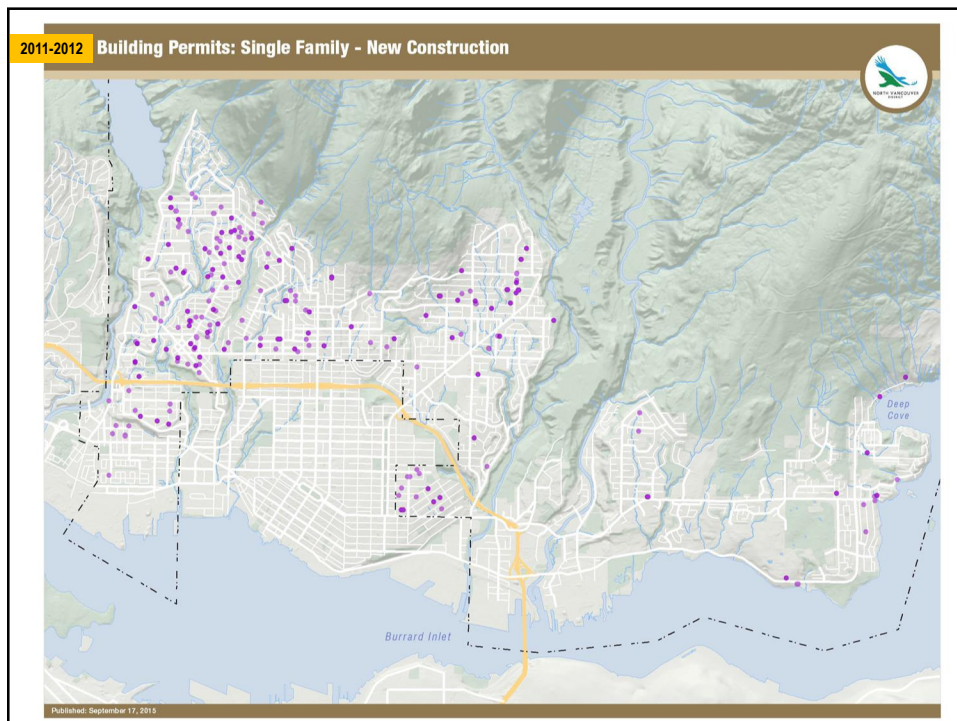 2011-2012
Building Permits: Single Family - New Construction
NORTH VANCOUVER
DISTRICT
Deep
Cove
Burrard Inlet
Published: September 17, 2015